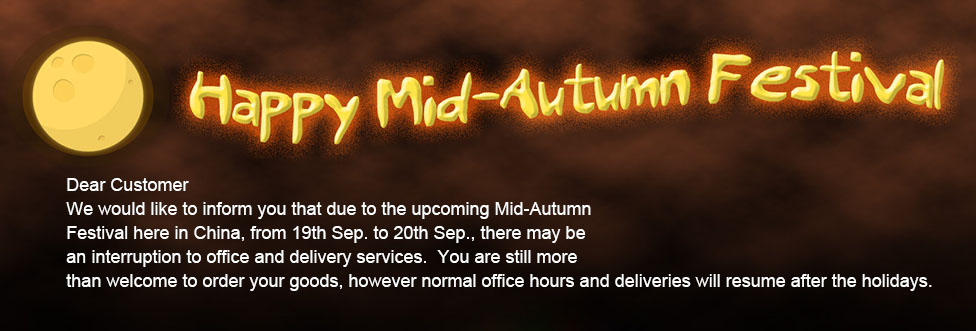 Happy Mid-Autumn Festival
Dear Customer
We would like to inform you that due to the upcoming Mid-Autumn
Festival here in China, from 19th Sep. to 20th Sep., there may be
an interruption to office and delivery services.  You are still more
than welcome to order your goods, however normal office hours and deliveries will resume after the holidays.